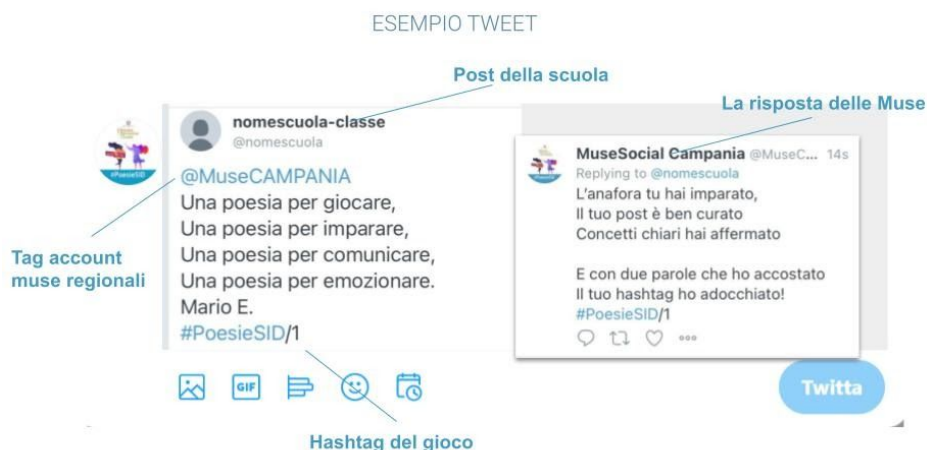 ESEMPIO TWEET
Post della scuola
La risposta delle Muse
nomescuola-classe
@nomescuola
@MuseCAMPANIA
Una poesia per giocare,
Una poesia per imparare,
Una poesia per comunicare,
Una poesia per emozionare.
Mario E.
#PoesieSID/1
Tag account
muse regionali
#PoesieSID
MuseSocial Campania @MuseC... 14s
Replying to @nomescuola
L'anafora tu hai imparato,
Il tuo post è ben curato
Concetti chiari hai affermato
E con due parole che ho accostato
Il tuo hashtag ho adocchiato!
#PoesieSID/1
GIF
Twitta
Hashtag del gioco